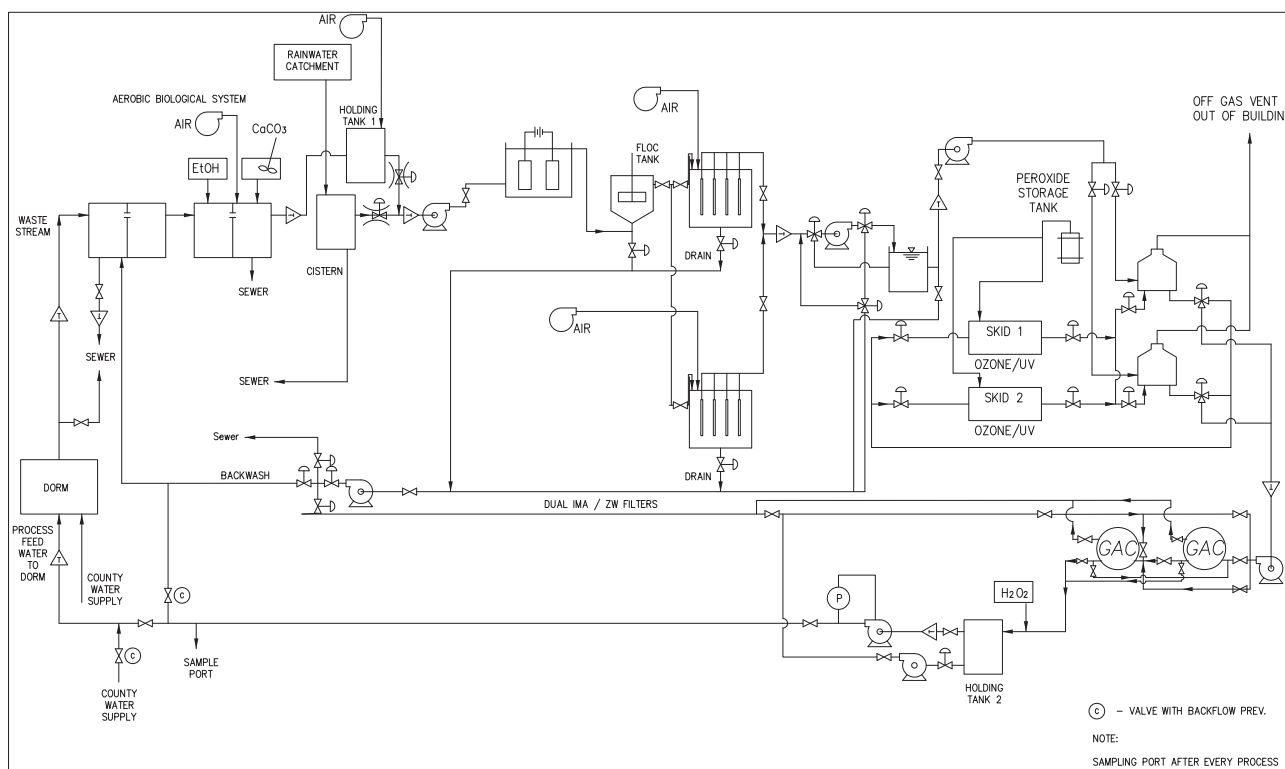 AIR
RAINWATER
CATCHMENT
AEROBIC BIOLOGICAL SYSTEM
AIR
CaCO3
EtOH
HOLDING
TANK 1
WASTE
STREAM
T
T
SEWER
CISTERN
SEWER
SEWER
T
T
T
FLOC
TANK
AIR
DRAIN
AIR
DRAIN
T
T
OFF GAS VENT
OUT OF BUILDIN
PEROXIDE
STORAGE
TANK
SKID 1
OZONE/UV
SKID 2
OZONE/UV
Sewer
BACKWASH
DUAL IMA / ZW FILTERS
DORM
PROCESS
FEED
WATER
TO
DORM
T
COUNTY
WATER
SUPPLY
C
C
COUNTY
WATER
SUPPLY
SAMPLE
PORT
P
T
H2O2
HOLDING
TANK 2
GAC
GAC
T
C – VALVE WITH BACKFLOW PREV.
NOTE:
SAMPLING PORT AFTER EVERY PROCESS